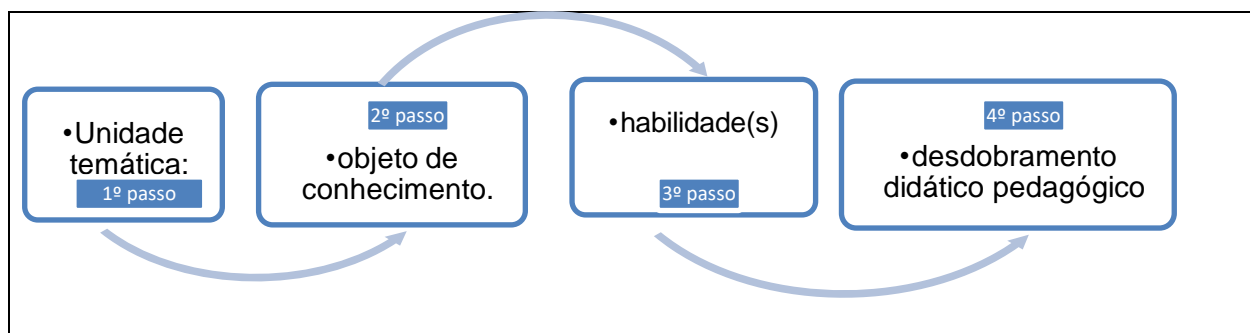 •Unidade
temática:
1º passo
2º passo
•objeto de
conhecimento.
•habilidade(s)
3º passo
4º passo
•desdobramento
didático pedagógico